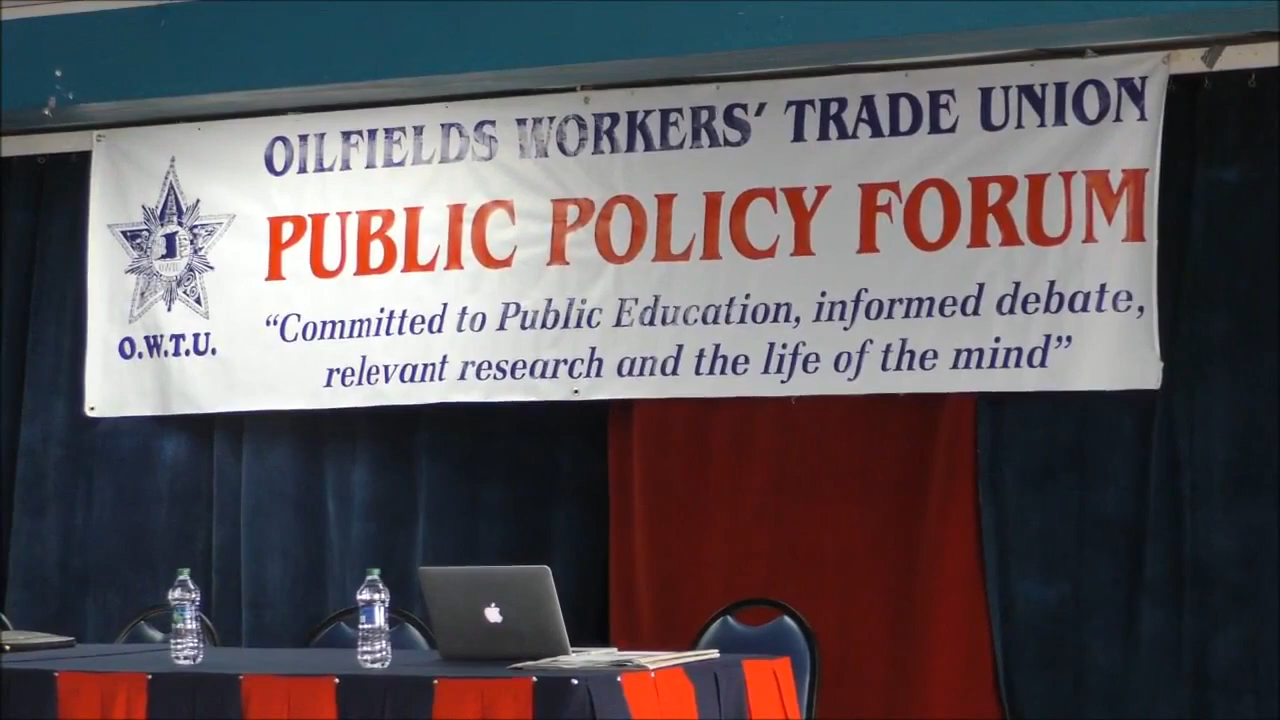 OILFIELDS WORKERS' TRADE UNION
PUBLIC POLICY FORUM
"Committed to Public Education, informed debate,
relevant research and the life of the mind"
OWTU
O.W.T.U.